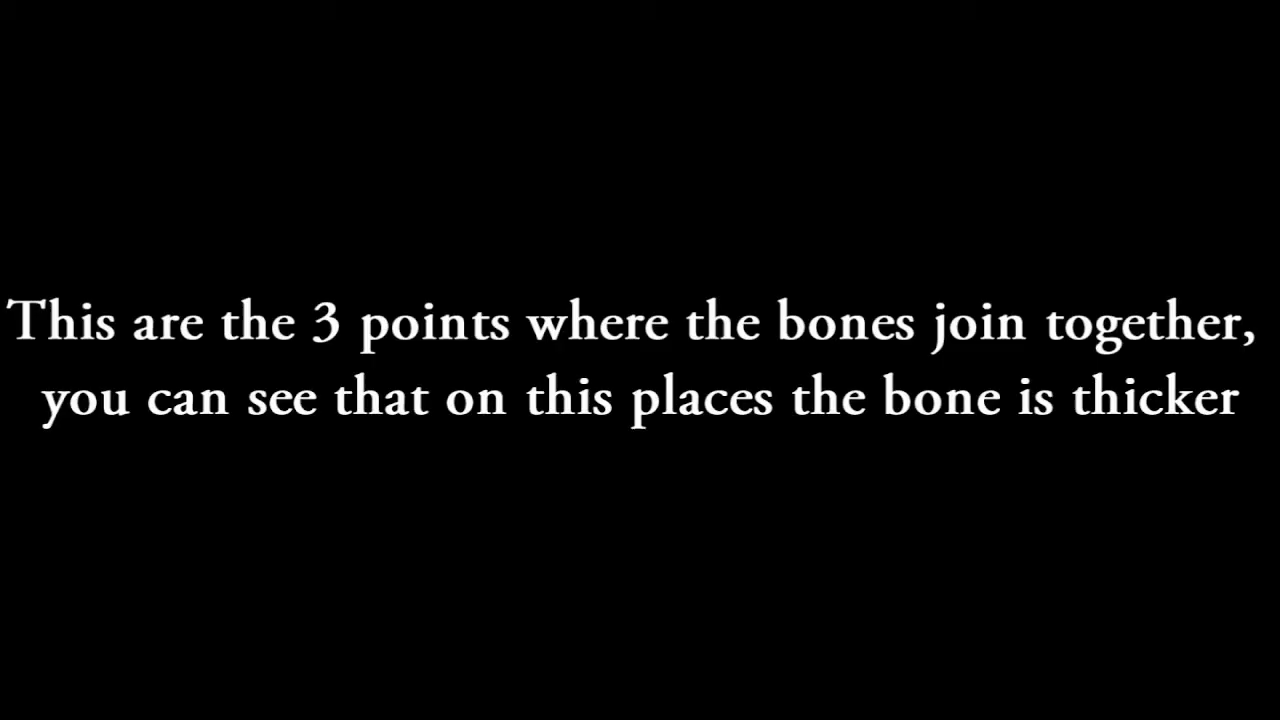 This are the 3 points where the bones join together,
you can see that on this places the bone is thicker